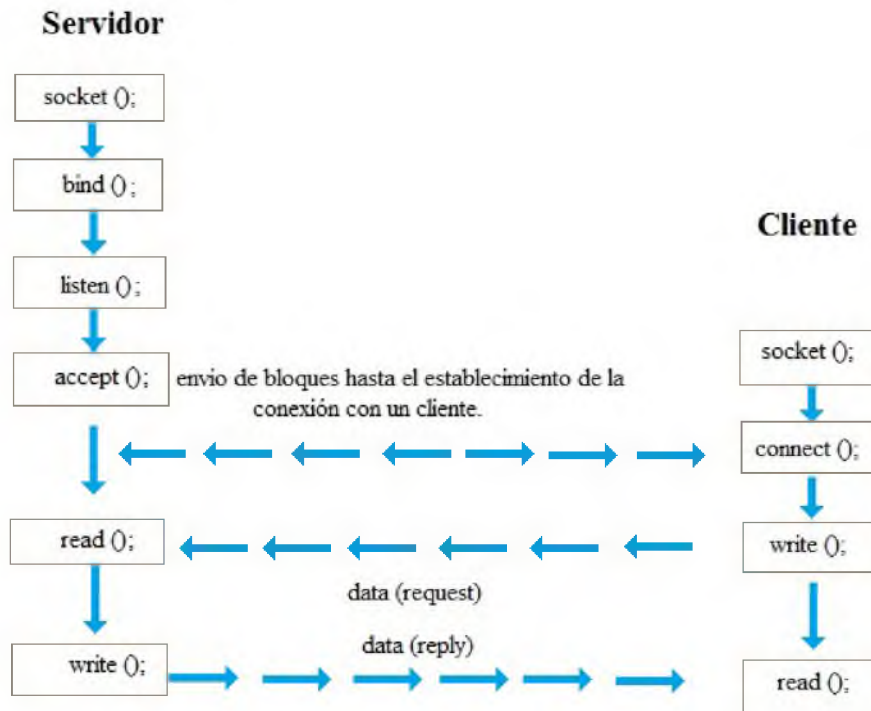 Servidor
socket ();
bind ();
listen ();
accept ();
envio de bloques hasta el establecimiento de la
conexión con un cliente.
read ();
data (request)
data (reply)
write ();
Cliente
socket ();
connect ();
write ();
read ();